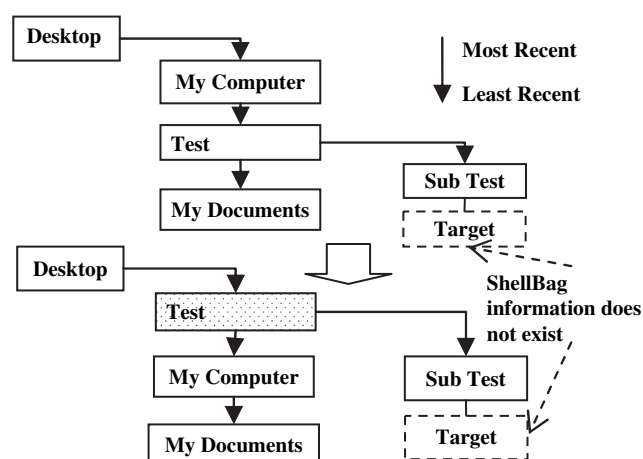 Desktop
My Computer
Most Recent
Least Recent
Test
Sub Test
My Documents
Target
Desktop
ShellBag
information does
not exist
Test
My Computer
Sub Test
My Documents
Target